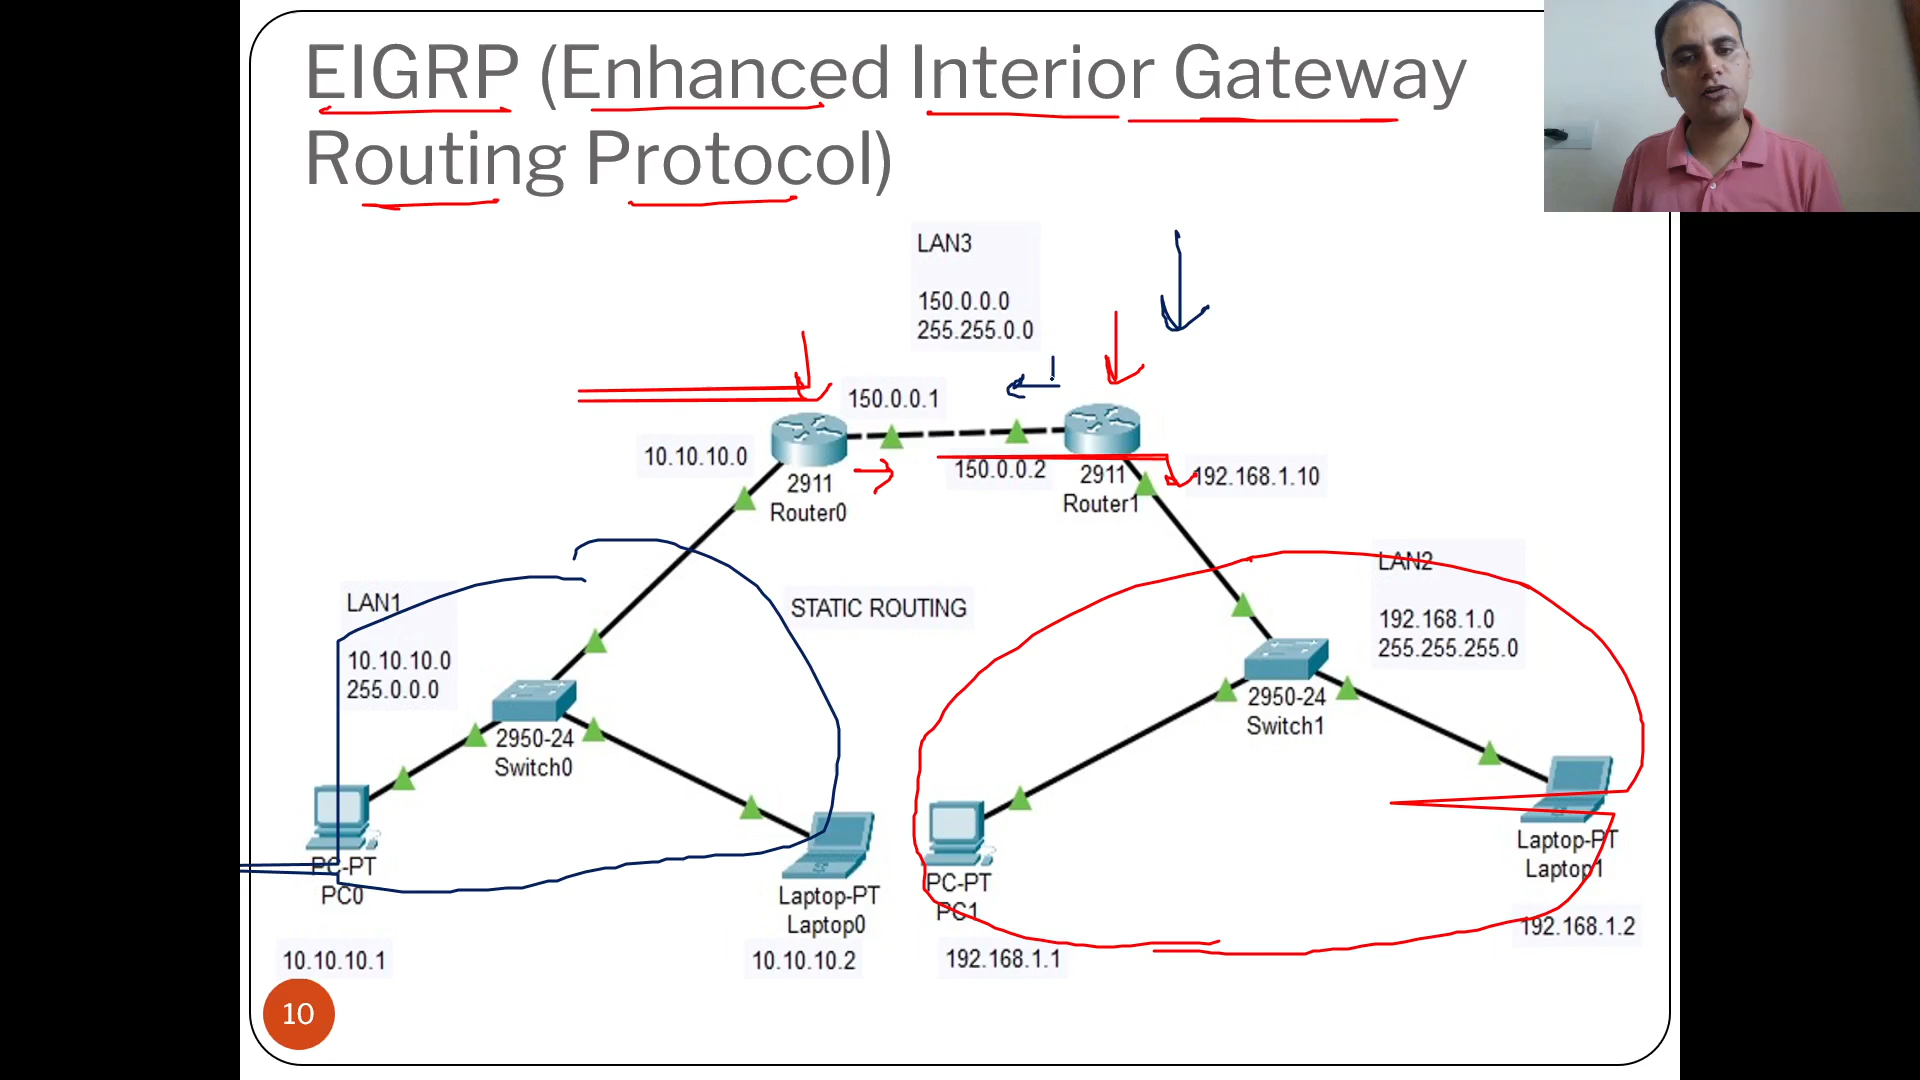 EIGRP (Enhanced Interior Gateway
Routing Protocol)
LAN3
150.0.0.0
255.255.0.0
150.0.0.1
10.10.10.0
150.0.0.2
192.168.1.10
2911
Router0
2911
Router1
LAN1
10.10.10.0
255.0.0.0
STATIC ROUTING
LAN2
192.168.1.0
255.255.255.0
2950-24
Switch0
2950-24
Switch1
PC-PT
PC0
Laptop-PT
Laptop0
PC-PT
PC1
Laptop-PT
Laptop1
10.10.10.1
10.10.10.2
192.168.1.1
192.168.1.2
10